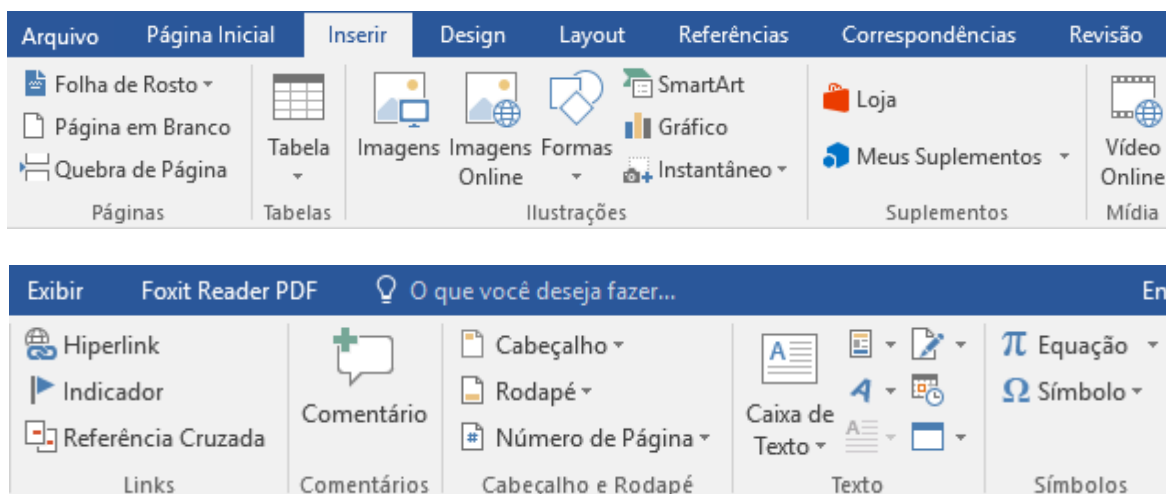 Arquivo Página Inicial Inserir Design Layout Referências Correspondências Revisão
Folha de Rosto
Página em Branco
Quebra de Página
Páginas
Tabela
Tabelas
Imagens
Imagens
Online
Formas
SmartArt
Gráfico
Instantâneo
Ilustrações
Loja
Meus Suplementos
Suplementos
Vídeo
Online
Mídia
Exibir Foxit Reader PDF O que você deseja fazer... En
Hiperlink
Indicador
Referência Cruzada
Links
Comentário
Comentários
Cabeçalho
Rodapé
# Número de Página
Cabeçalho e Rodapé
A
Caixa de
Texto
A
A
Texto
π Equação
Ω Símbolo
Símbolos